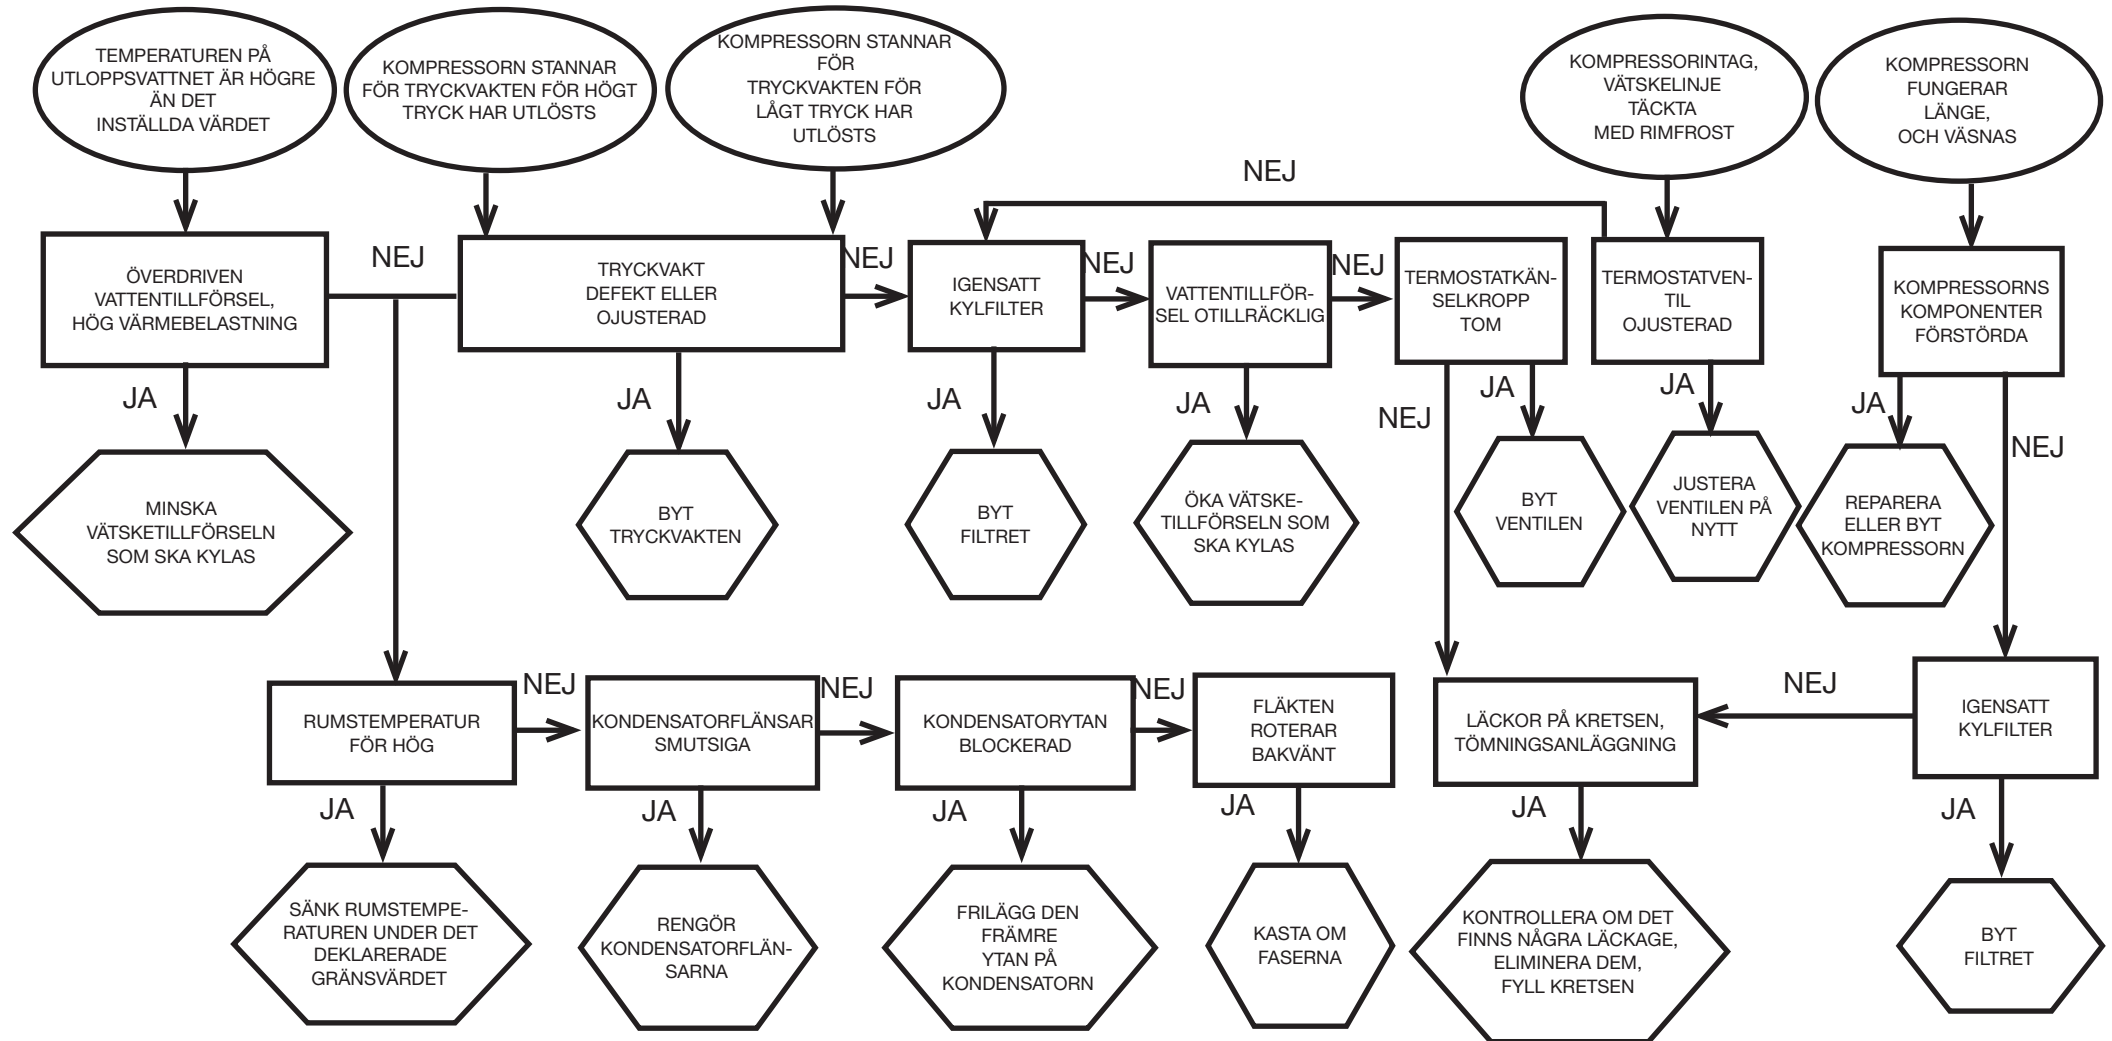 TEMPERATUREN PÅ
UTLOPPSVATTNET ÄR HÖGRE
ÄN DET
INSTÄLLDA VÄRDET
KOMPRESSORN STANNAR
FÖR TRYCKVAKTEN FÖR HÖGT
TRYCK HAR UTLÖSTS
KOMPRESSORN STANNAR
FÖR
TRYCKVAKTEN FÖR
LÅGT TRYCK HAR
UTLÖSTS
KOMPRESSORINTAG,
VÄTSKELINJE
TÄCKTA
MED RIMFROST
KOMPRESSORN
FUNGERAR
LÄNGE,
OCH VÄSNAS
NEJ
ÖVERDRIVEN
VATTENTILLFÖRSEL,
HÖG VÄRMEBELASTNING
NEJ
TRYCKVAKT
DEFEKT ELLER
OJUSTERAD
NEJ
IGENSATT
KYLFILTER
NEJ
VATTENTILLFÖR-
SEL OTILLRÄCKLIG
NEJ
TERMOSTATKÄN-
SELKROPP
TOM
TERMOSTATVEN-
TIL
OJUSTERAD
KOMPRESSORNS
KOMPONENTER
FÖRSTÖRDA
JA
JA
JA
JA
NEJ
JA
JA
JA
NEJ
MINSKA
VÄTSKETILLFÖRSELN
SOM SKA KYLAS
BYT
TRYCKVAKTEN
BYT
FILTRET
ÖKA VÄTSKE-
TILLFÖRSELN SOM
SKA KYLAS
BYT
VENTILEN
JUSTERA
VENTILEN PÅ
NYTT
REPARERA
ELLER BYT
KOMPRESSORN
RUMSTEMPERATUR
FÖR HÖG
NEJ
KONDENSATORFLÄNSAR
SMUTSIGA
NEJ
KONDENSATORYTAN
BLOCKERAD
NEJ
FLÄKTEN
ROTERAR
BAKVÄNT
LÄCKOR PÅ KRETSEN,
TÖMNINGSANLÄGGNING
NEJ
IGENSATT
KYLFILTER
JA
JA
JA
JA
JA
JA
SÄNK RUMSTEMPE-
RATUREN UNDER DET
DEKLARERADE
GRÄNSVÄRDET
RENGÖR
KONDENSATORFLÄN-
SARNA
FRILÄGG DEN
FRÄMRE
YTAN PÅ
KONDENSATORN
KASTA OM
FASERNA
KONTROLLERA OM DET
FINNS NÅGRA LÄCKAGE,
ELIMINERA DEM,
FYLL KRETSEN
BYT
FILTRET